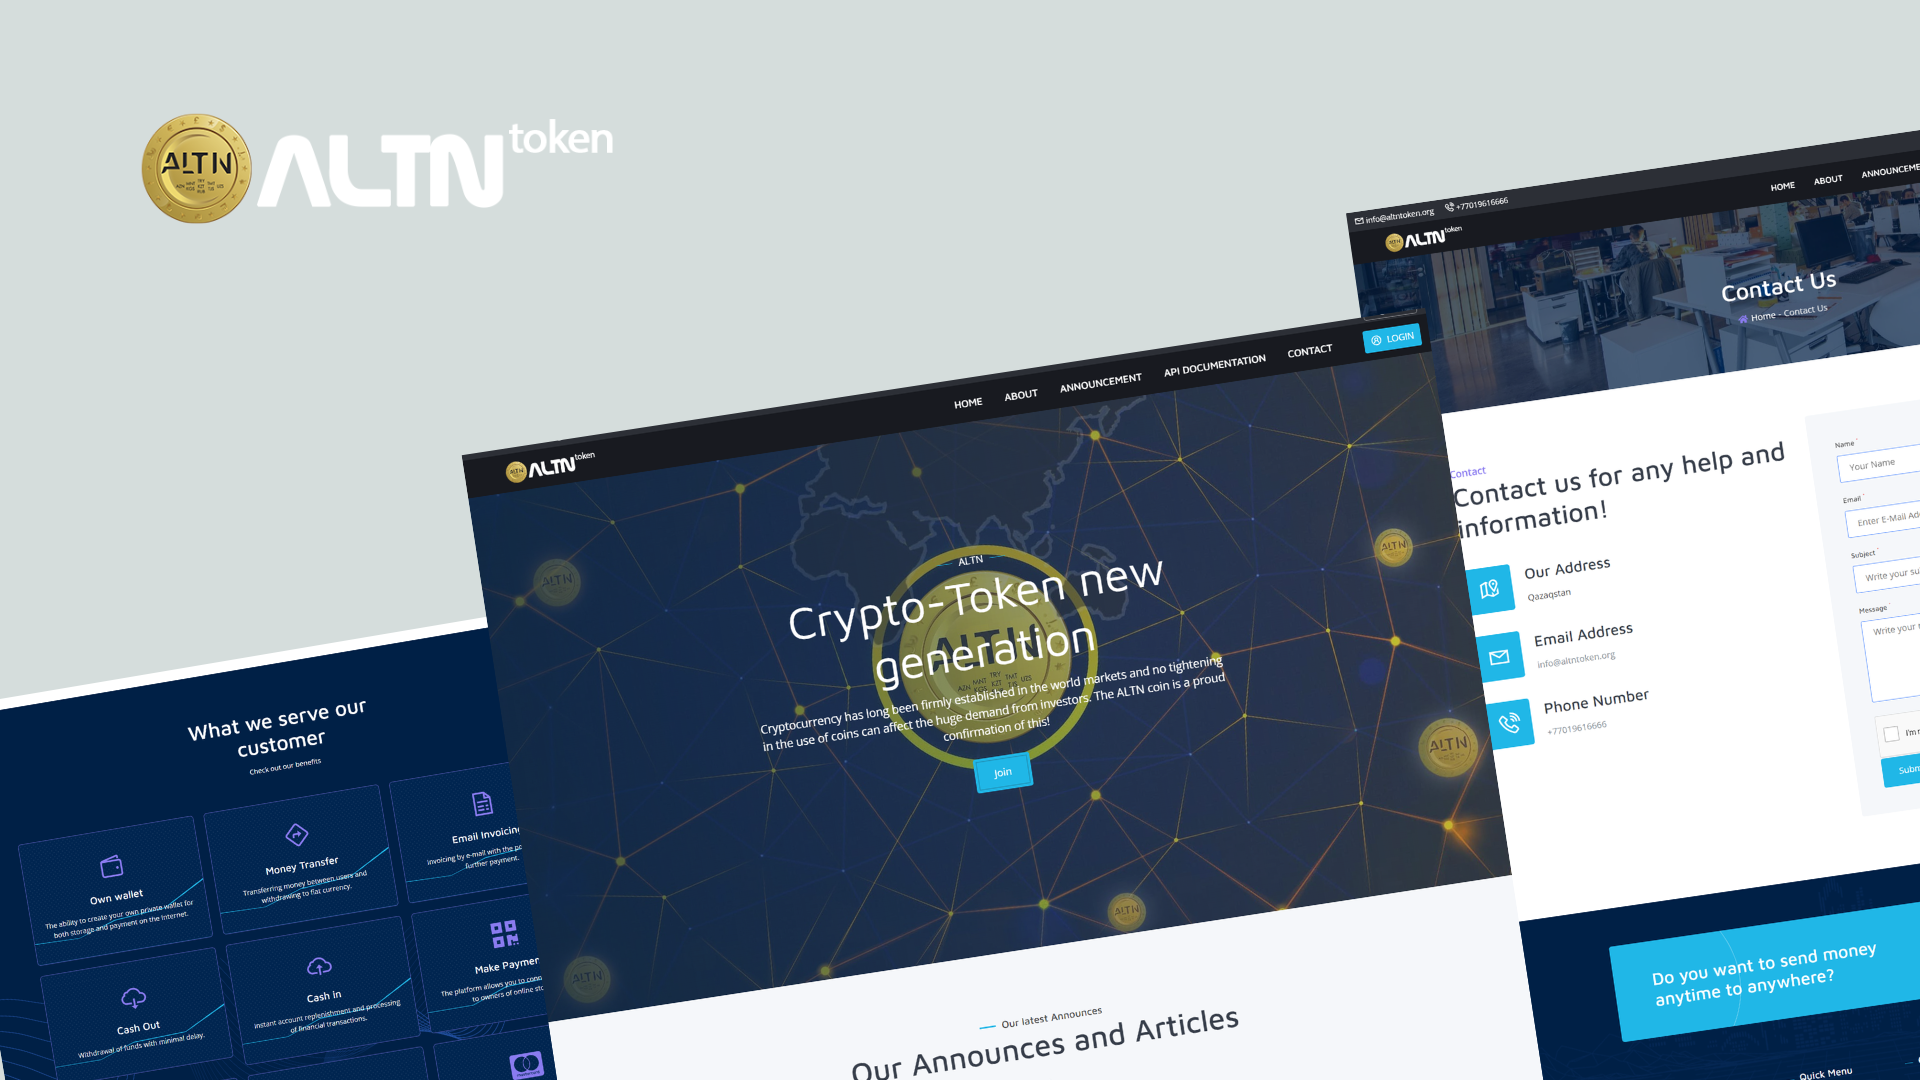 ALTN
ALTN token
info@altntoken.org +77019616666
HOME ABOUT
ALTN token
Contact Us
Home - Contact Us
Contact
Contact us for any help and
information!
Our Address
Qazaqstan
Email Address
info@altntoken.org
Phone Number
+77019616666
Name *
Your Name
Email *
Enter E-Mail
Subject *
Write your
Message *
Write your
I'm
Do you want to send money
anytime to anywhere?
Quick Menu
ALTN token
HOME ABOUT ANNOUNCEMENT API DOCUMENTATION CONTACT LOGIN
ALTN
Crypto-Token new
generation
Cryptocurrency has long been firmly established in the world markets and no tightening
in the use of coins can affect the huge demand from investors. The ALTN coin is a proud
confirmation of this!
Join
ALTN
ALTN
ALTN
ALTN
ALTN
ALTN
Our latest Announces
Our Announces and Articles
What we serve our
customer
Check out our benefits
Own wallet
The ability to create your own private wallet for
both storage and payment on the Internet.
Money Transfer
Transferring money between users and
withdrawing to fiat currency.
Email Invoicing
invoicing by e-mail with the
further payment.
Cash Out
Withdrawal of funds with minimal delay.
Cash in
instant account replenishment and processing
of financial transactions.
Make
The platform allows you to
to owners of online